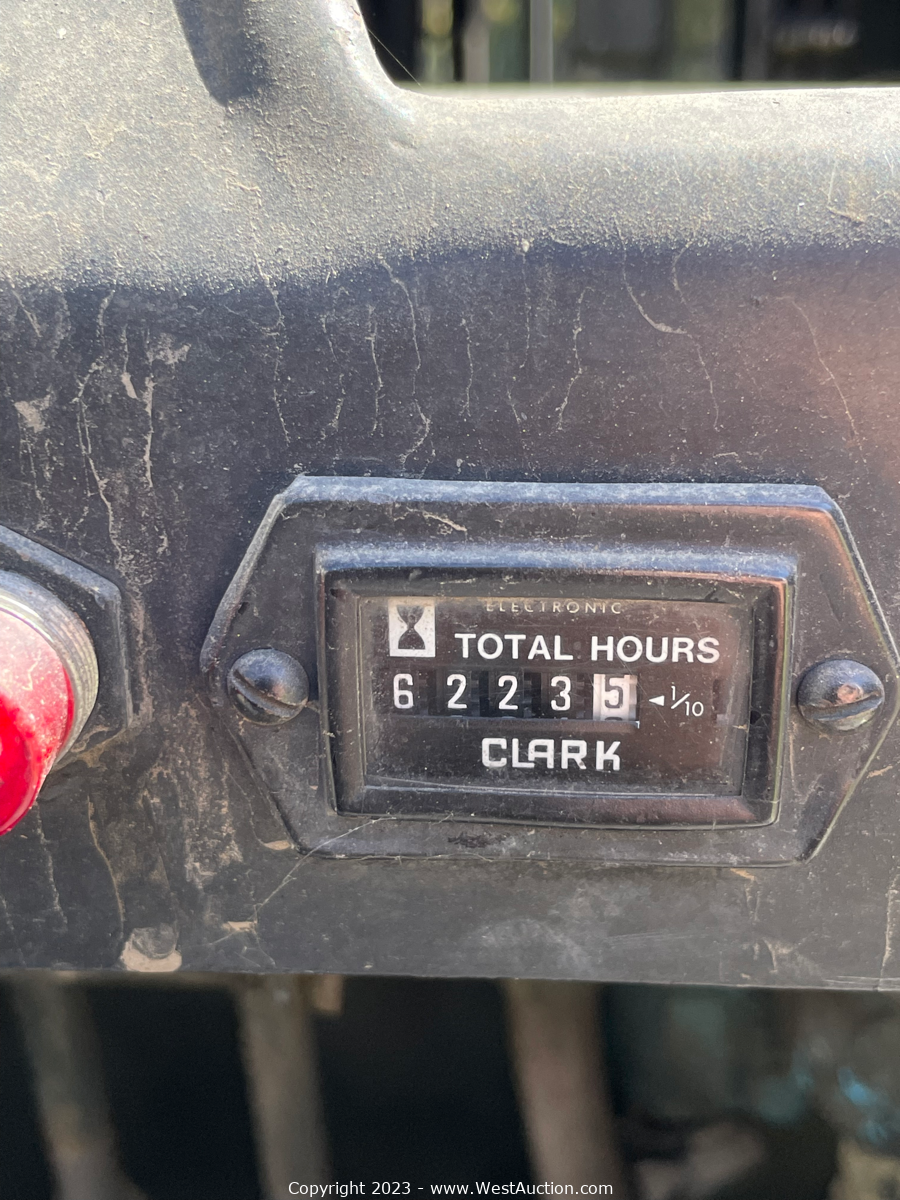 ELECTRONIC
TOTAL HOURS
6 2 2 3 5 ◄ 1/10
CLARK
Copyright 2023 - www.WestAuction.com